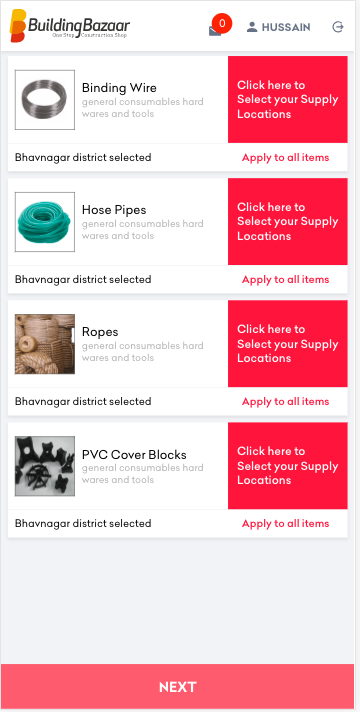 BuildingBazaar
One Stop Construction Shop
0
HUSSAIN
Binding Wire
general consumables hard
wares and tools
Click here to
Select your Supply
Locations
Bhavnagar district selected
Apply to all items
Hose Pipes
general consumables hard
wares and tools
Click here to
Select your Supply
Locations
Bhavnagar district selected
Apply to all items
Ropes
general consumables hard
wares and tools
Click here to
Select your Supply
Locations
Bhavnagar district selected
Apply to all items
PVC Cover Blocks
general consumables hard
wares and tools
Click here to
Select your Supply
Locations
Bhavnagar district selected
Apply to all items
NEXT